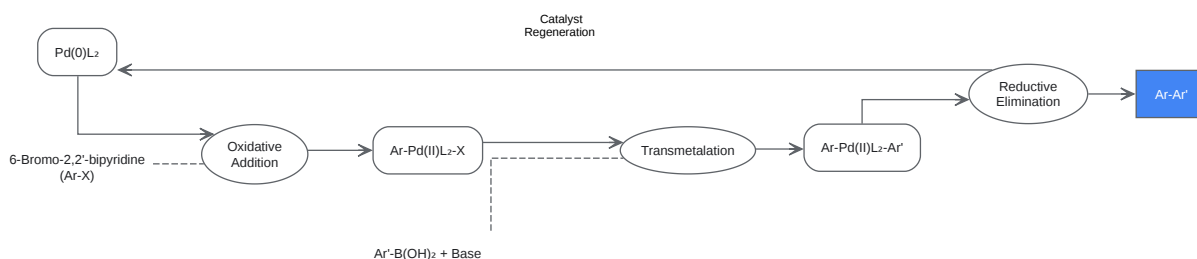 Catalyst
Regeneration
Pd(0)L₂
Reductive
Elimination
Ar-Ar'
6-Bromo-2,2'-bipyridine
(Ar-X)
Oxidative
Addition
Ar-Pd(II)L₂-X
Transmetalation
Ar-Pd(II)L₂-Ar'
Ar'-B(OH)₂ + Base